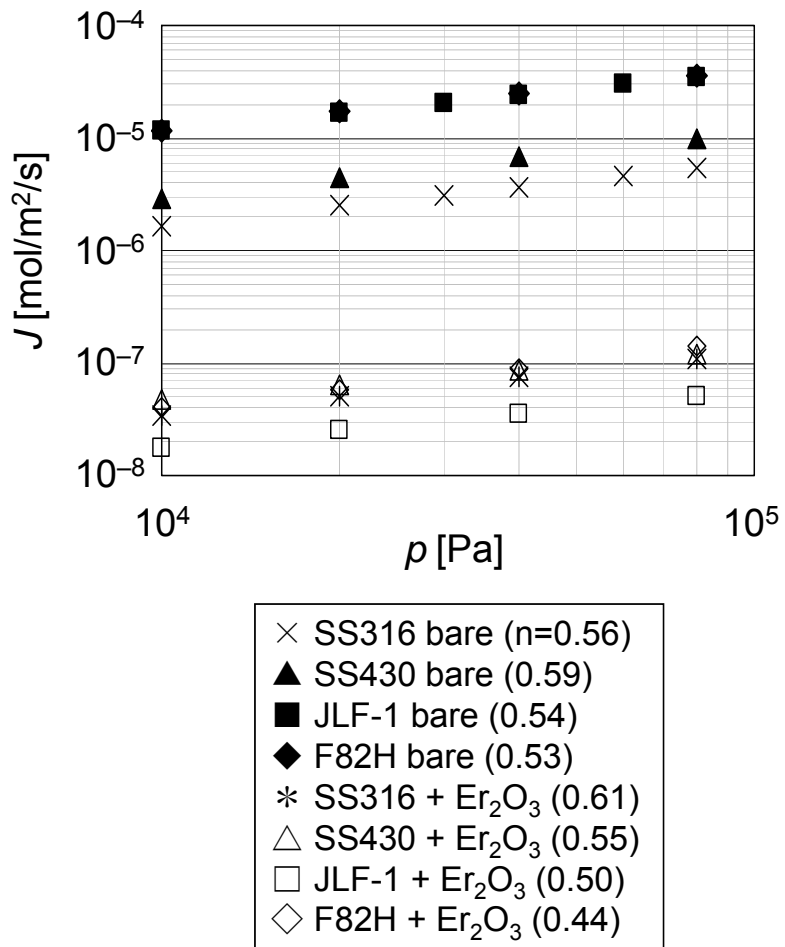 10⁻⁴
10⁻⁵
10⁻⁶
10⁻⁷
10⁻⁸
J [mol/m²/s]
10⁴
10⁵
p [Pa]
SS316 bare (n=0.56)
SS430 bare (0.59)
JLF-1 bare (0.54)
F82H bare (0.53)
SS316 + Er₂O₃ (0.61)
SS430 + Er₂O₃ (0.55)
JLF-1 + Er₂O₃ (0.50)
F82H + Er₂O₃ (0.44)